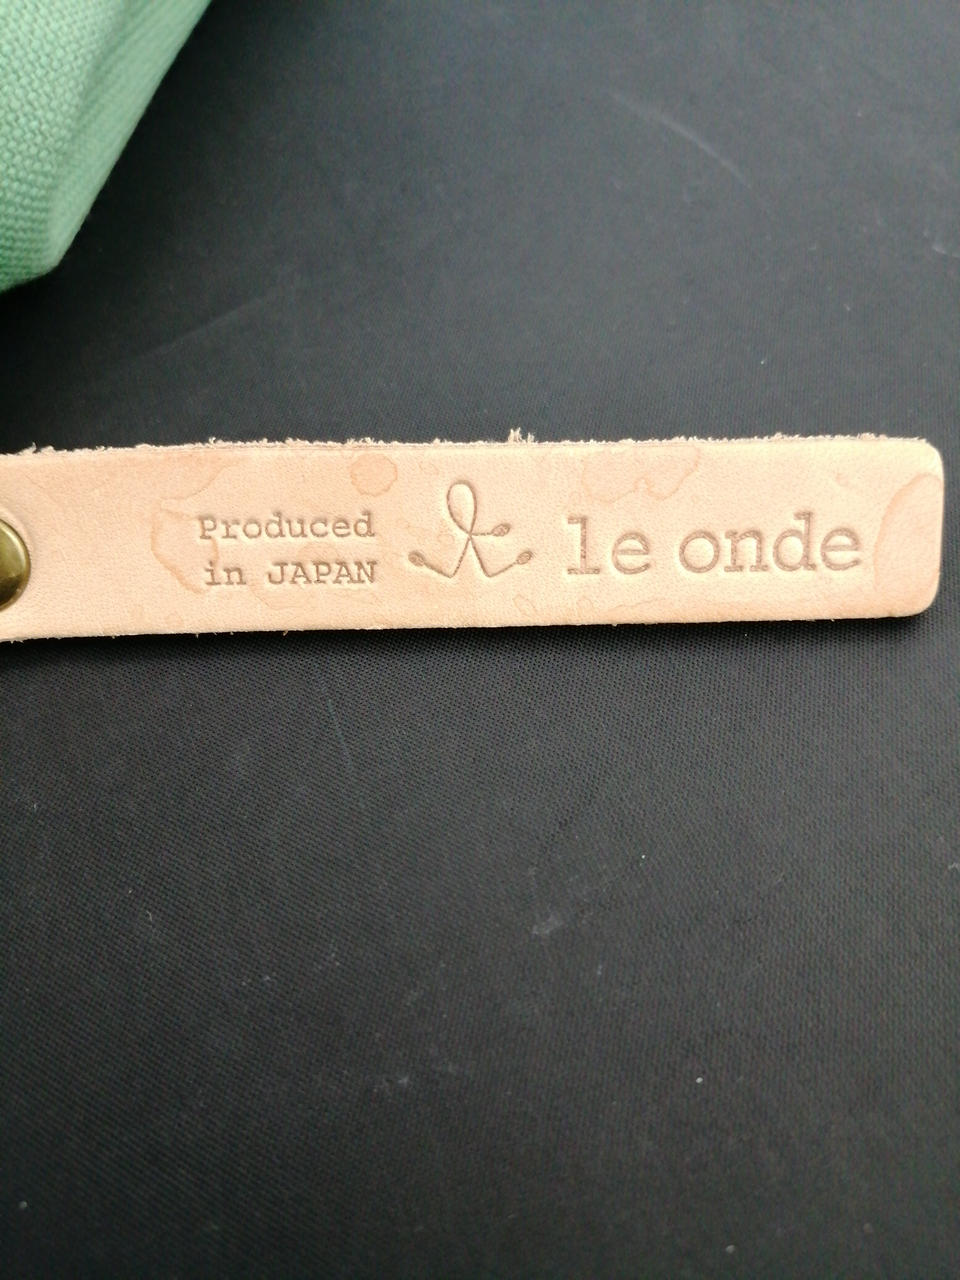 Produced
in JAPAN
le onde